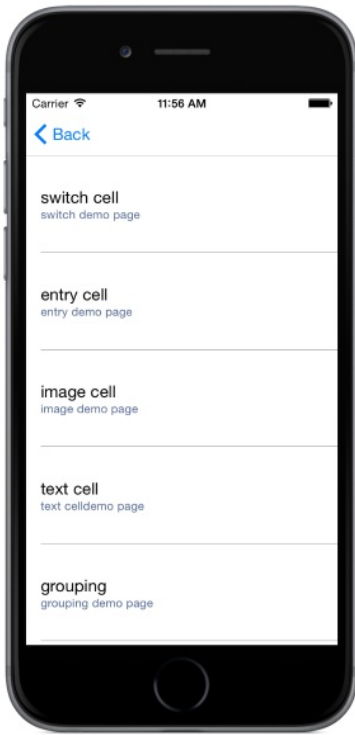 Carrier
11:56 AM
Back
switch cell
switch demo page
entry cell
entry demo page
image cell
image demo page
text cell
text celldemo page
grouping
grouping demo page